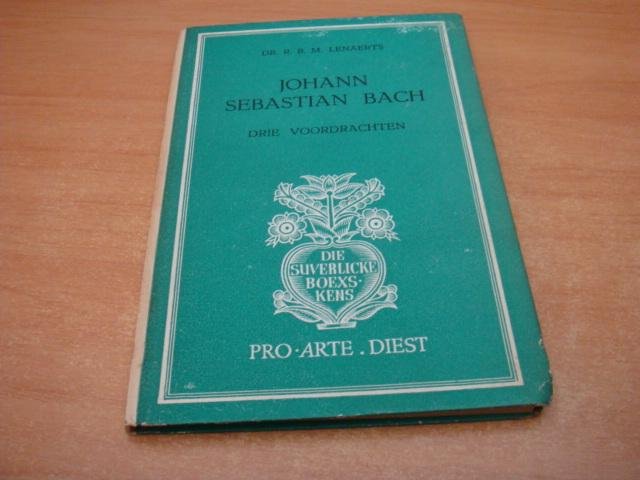 DR. R. B. M. LENAERTS
JOHANN
SEBASTIAN BACH
DRIE VOORDRACHTEN
DIE
SUVERLICKE
BOEXS·
KENS
PRO·ARTE.DIEST